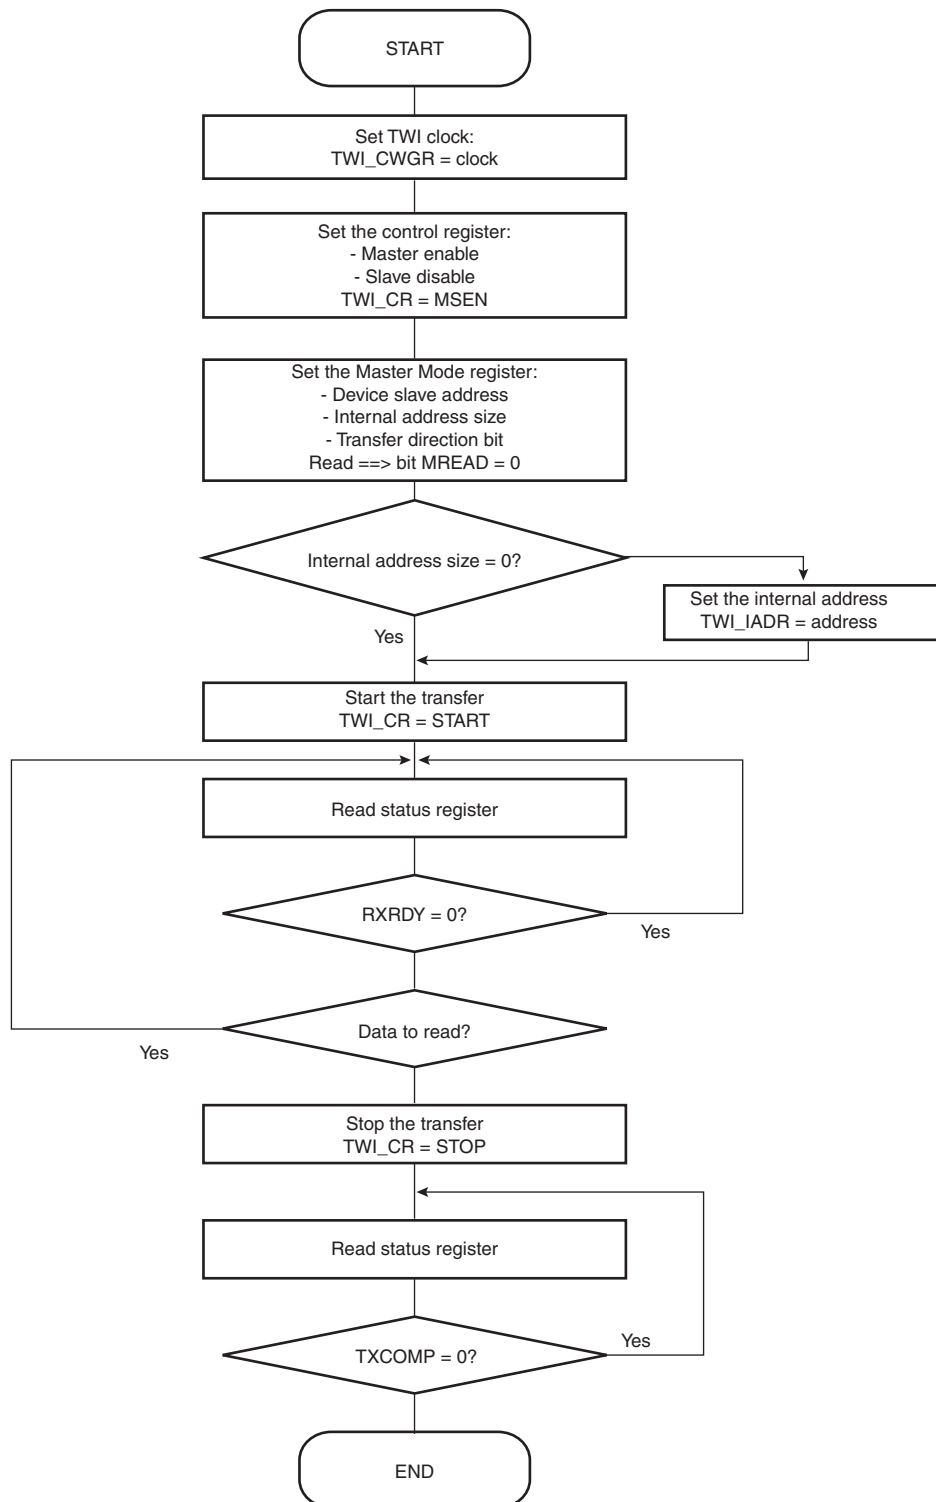 START
Set TWI clock:
TWI_CWGR = clock
Set the control register:
- Master enable
- Slave disable
TWI_CR = MSEN
Set the Master Mode register:
- Device slave address
- Internal address size
- Transfer direction bit
Read ==> bit MREAD = 0
Internal address size = 0?
Set the internal address
TWI_IADR = address
Yes
Start the transfer
TWI_CR = START
Read status register
RXRDY = 0?
Yes
Data to read?
Yes
Stop the transfer
TWI_CR = STOP
Read status register
Yes
TXCOMP = 0?
END